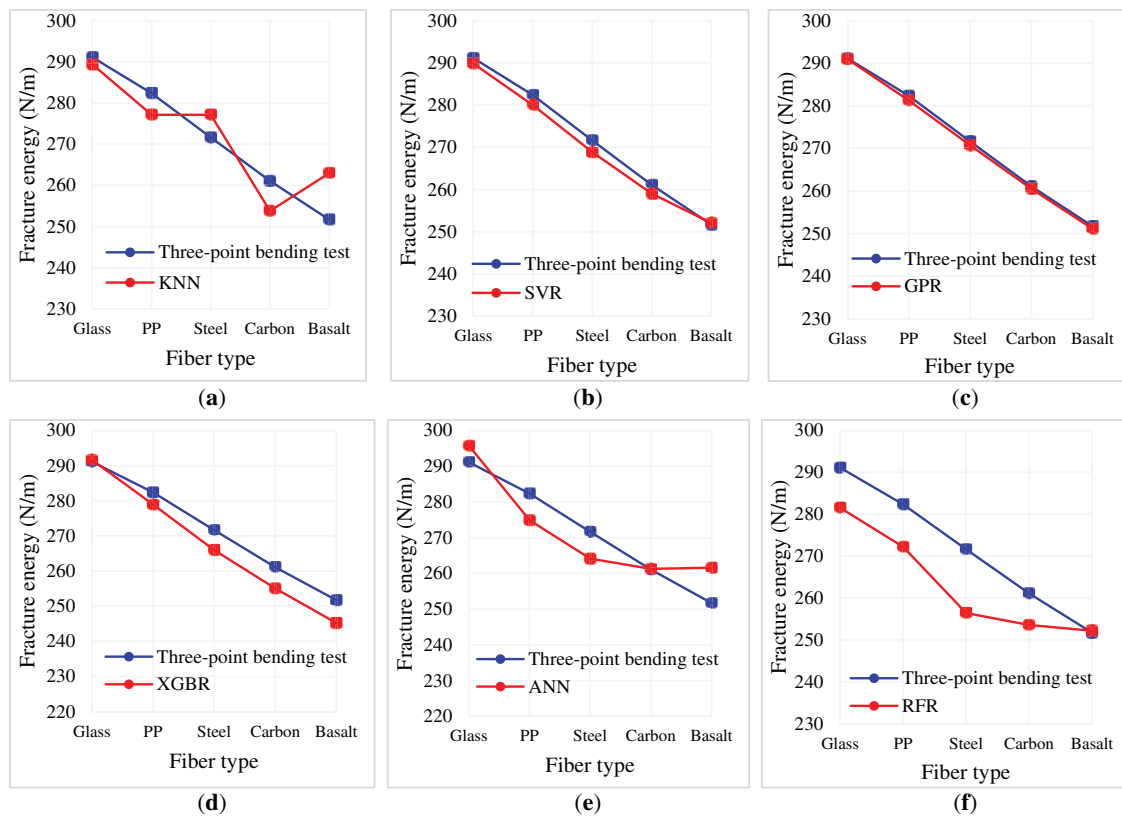 Fracture energy (N/m)
300
290
280
270
260
250
240
230
Three-point bending test
KNN
Glass PP Steel Carbon Basalt
Fiber type
(a)
Fracture energy (N/m)
300
290
280
270
260
250
240
230
Three-point bending test
SVR
Glass PP Steel Carbon Basalt
Fiber type
(b)
Fracture energy (N/m)
300
290
280
270
260
250
240
230
Three-point bending test
GPR
Glass PP Steel Carbon Basalt
Fiber type
(c)
Fracture energy (N/m)
300
290
280
270
260
250
240
230
220
Three-point bending test
XGBR
Glass PP Steel Carbon Basalt
Fiber type
(d)
Fracture energy (N/m)
300
290
280
270
260
250
240
230
220
Three-point bending test
ANN
Glass PP Steel Carbon Basalt
Fiber type
(e)
Fracture energy (N/m)
300
290
280
270
260
250
240
230
Three-point bending test
RFR
Glass PP Steel Carbon Basalt
Fiber type
(f)